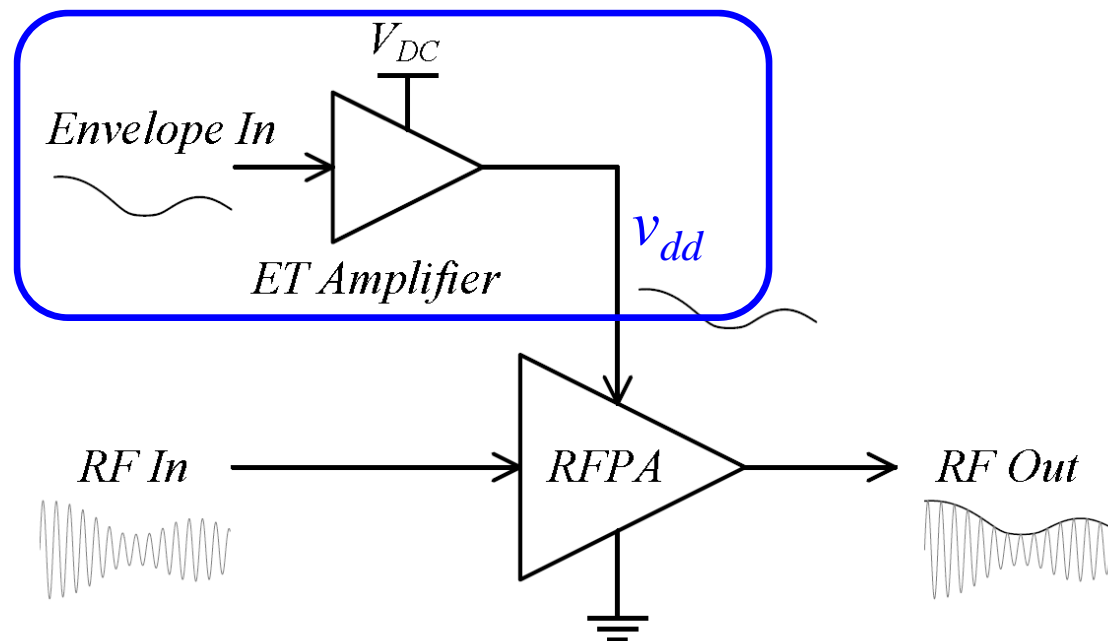 V_DC
Envelope In
v_dd
ET Amplifier
RF In
RFPA
RF Out